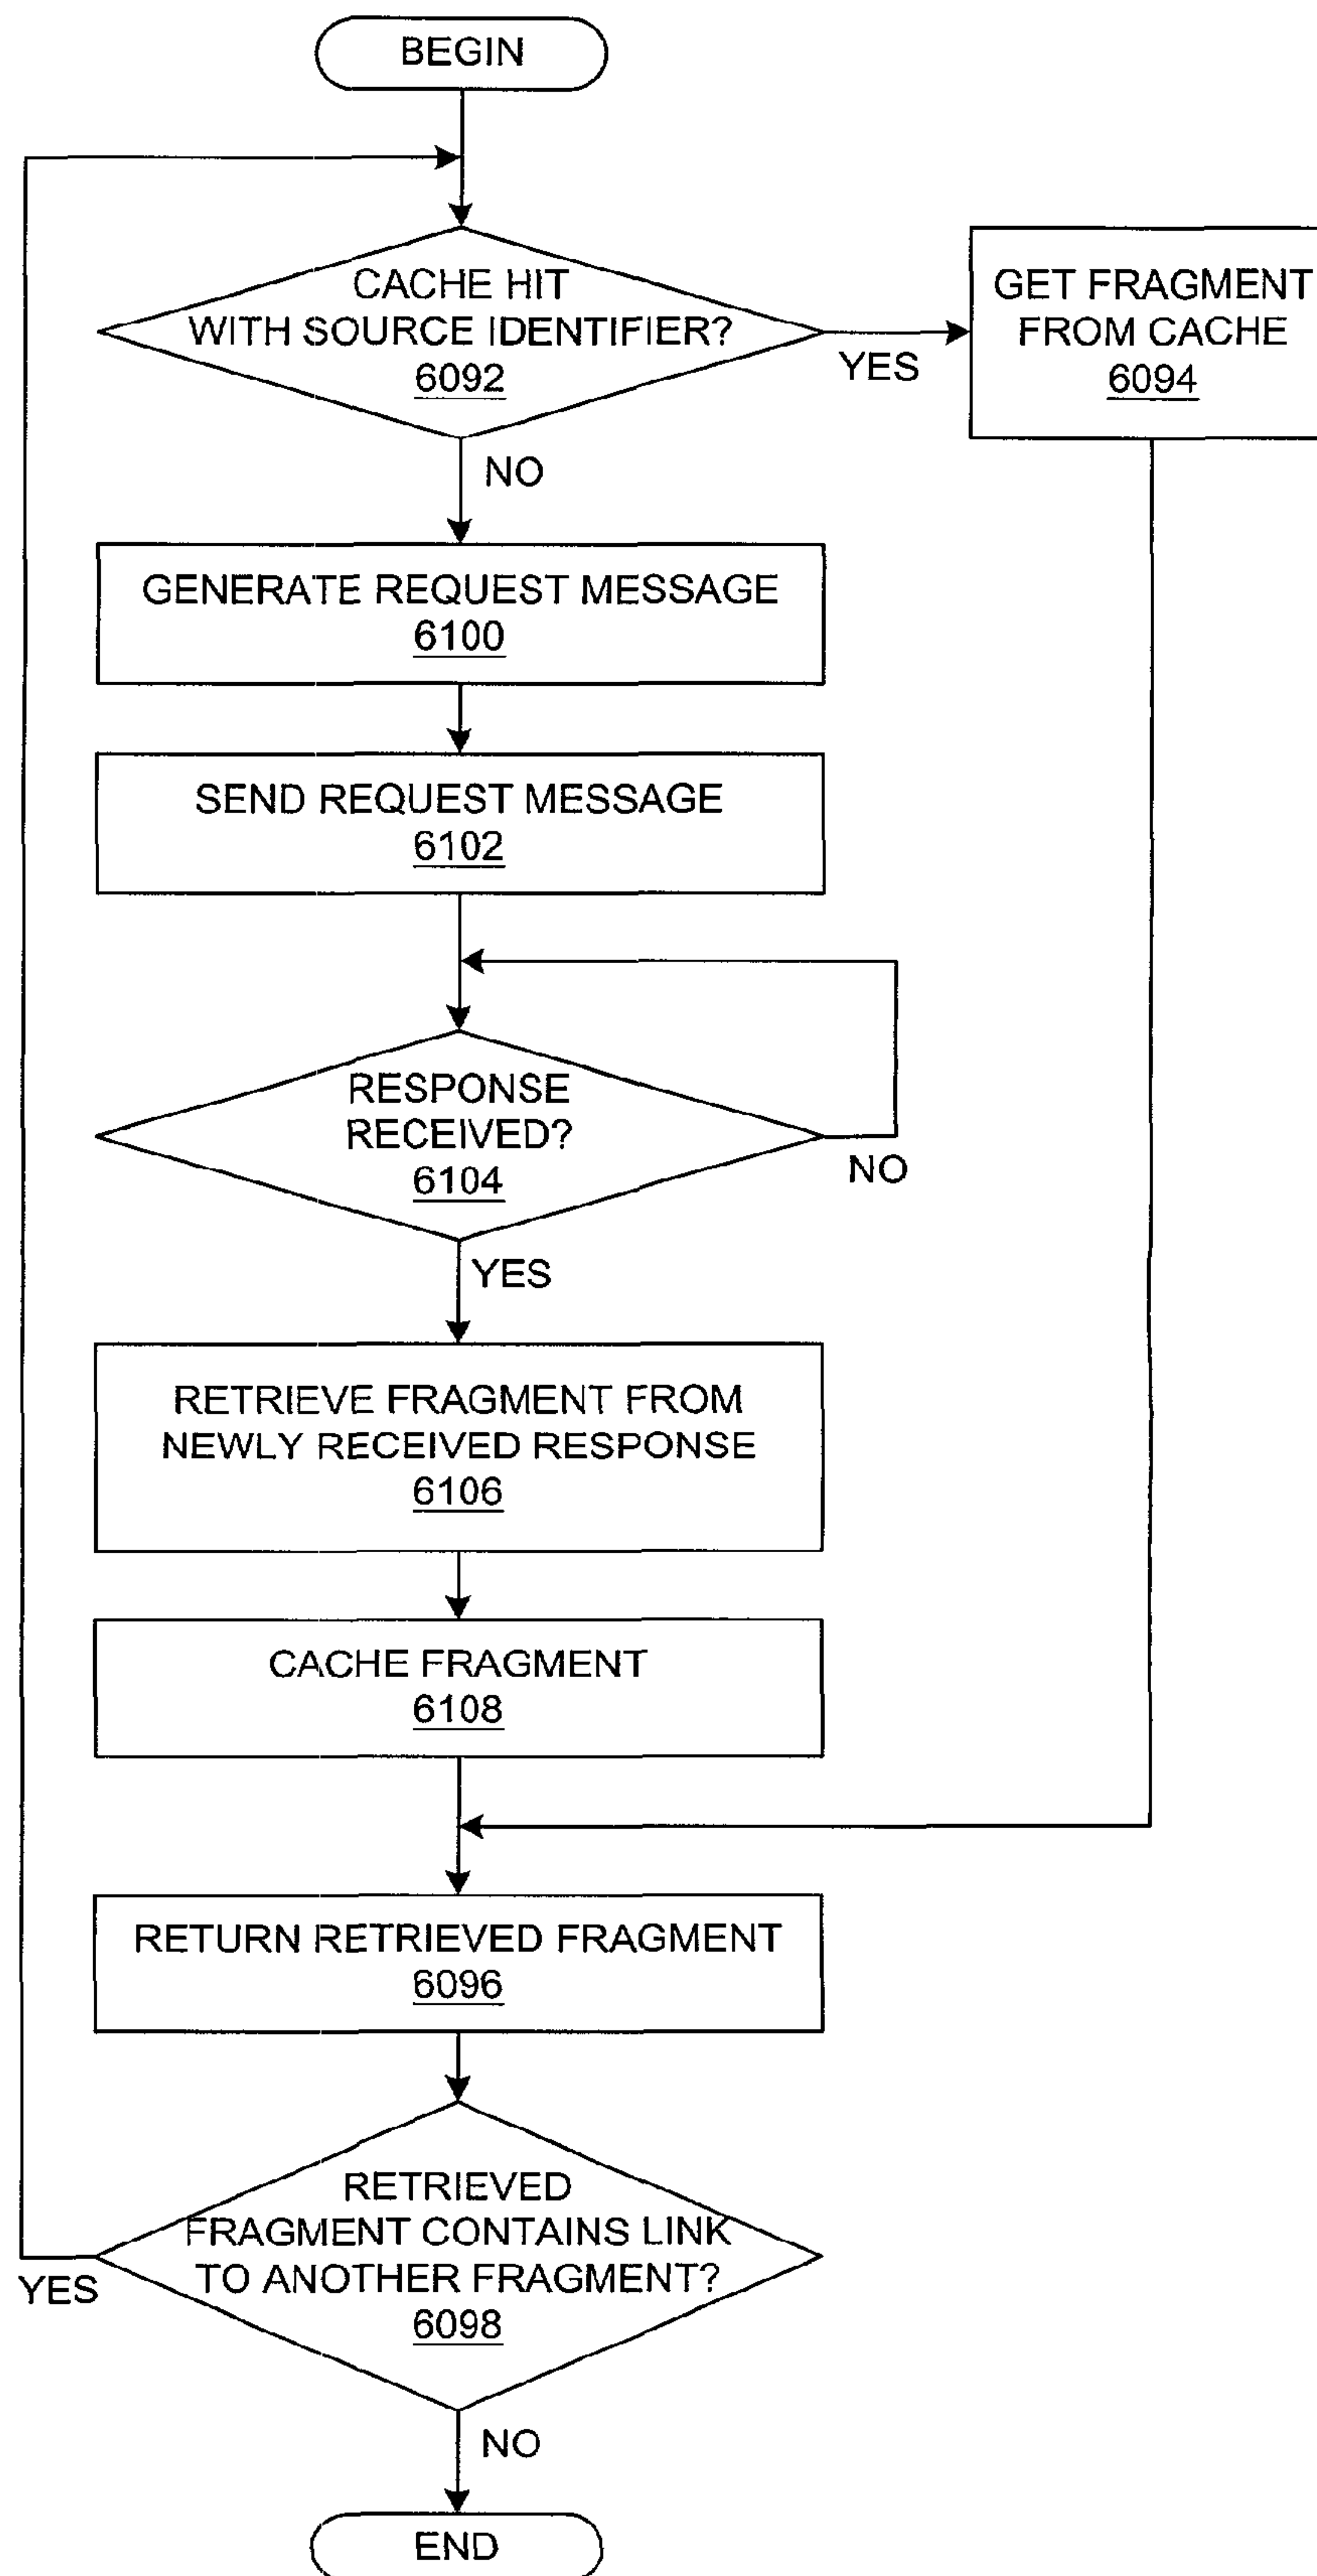 BEGIN
CACHE HIT
WITH SOURCE IDENTIFIER?
6092
YES
GET FRAGMENT
FROM CACHE
6094
NO
GENERATE REQUEST MESSAGE
6100
SEND REQUEST MESSAGE
6102
RESPONSE
RECEIVED?
6104
NO
YES
RETRIEVE FRAGMENT FROM
NEWLY RECEIVED RESPONSE
6106
CACHE FRAGMENT
6108
RETURN RETRIEVED FRAGMENT
6096
RETRIEVED
FRAGMENT CONTAINS LINK
TO ANOTHER FRAGMENT?
6098
YES
NO
END